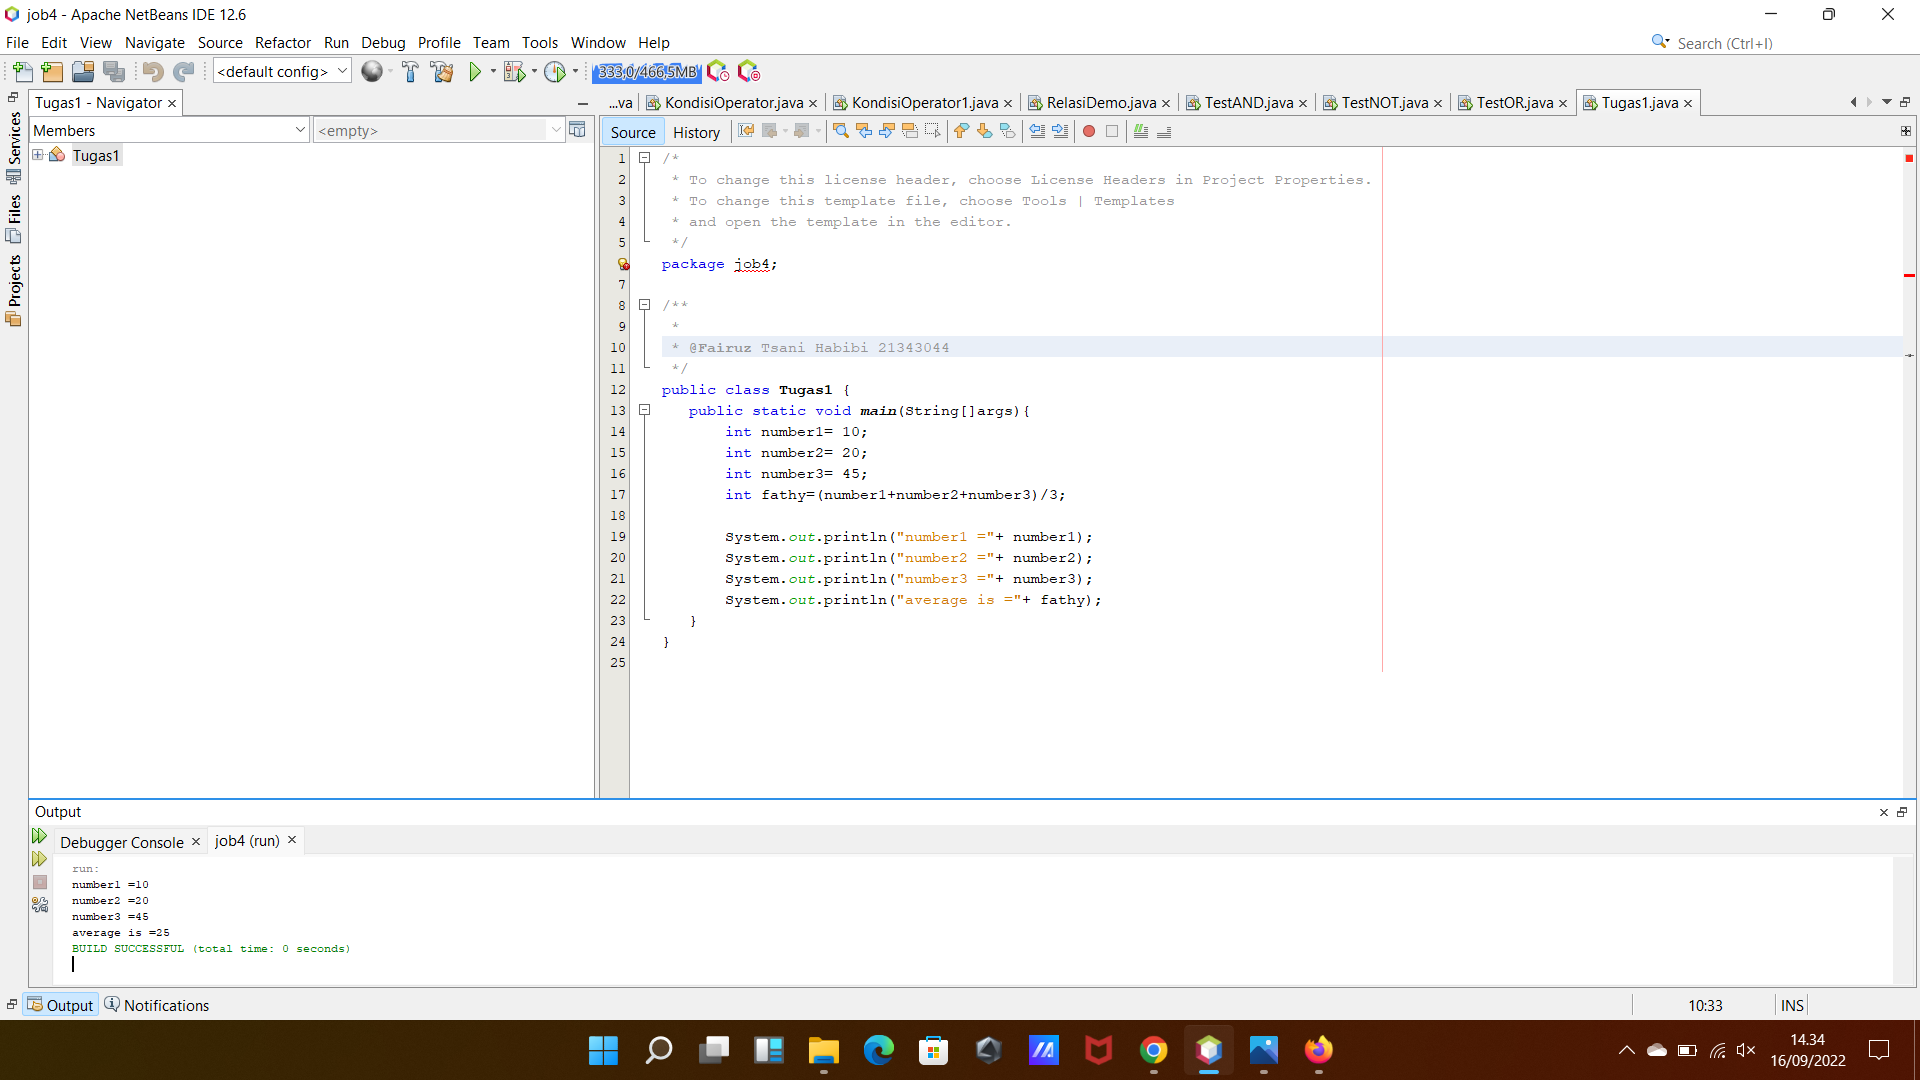 job4 - Apache NetBeans IDE 12.6
File Edit View Navigate Source Refactor Run Debug Profile Team Tools Window Help
Search (Ctrl+I)
<default config>
333,0/466,5MB
Services
Files
Projects
Tugas1 - Navigator
Members
<empty>
Tugas1
...va KondisiOperator.java KondisiOperator1.java RelasiDemo.java TestAND.java TestNOT.java TestOR.java Tugas1.java
Source History
1 /*
2 * To change this license header, choose License Headers in Project Properties.
3 * To change this template file, choose Tools | Templates
4 * and open the template in the editor.
5 */
package job4;
7
8 /**
9 *
10 * @Fairuz Tsani Habibi 21343044
11 */
12 public class Tugas1 {
13 public static void main(String[]args){
14 int number1= 10;
15 int number2= 20;
16 int number3= 45;
17 int fathy=(number1+number2+number3)/3;
18
19 System.out.println("number1 ="+ number1);
20 System.out.println("number2 ="+ number2);
21 System.out.println("number3 ="+ number3);
22 System.out.println("average is ="+ fathy);
23 }
24 }
25
Output
Debugger Console job4 (run)
run:
number1 =10
number2 =20
number3 =45
average is =25
BUILD SUCCESSFUL (total time: 0 seconds)
Output Notifications
10:33 INS
14.34
16/09/2022